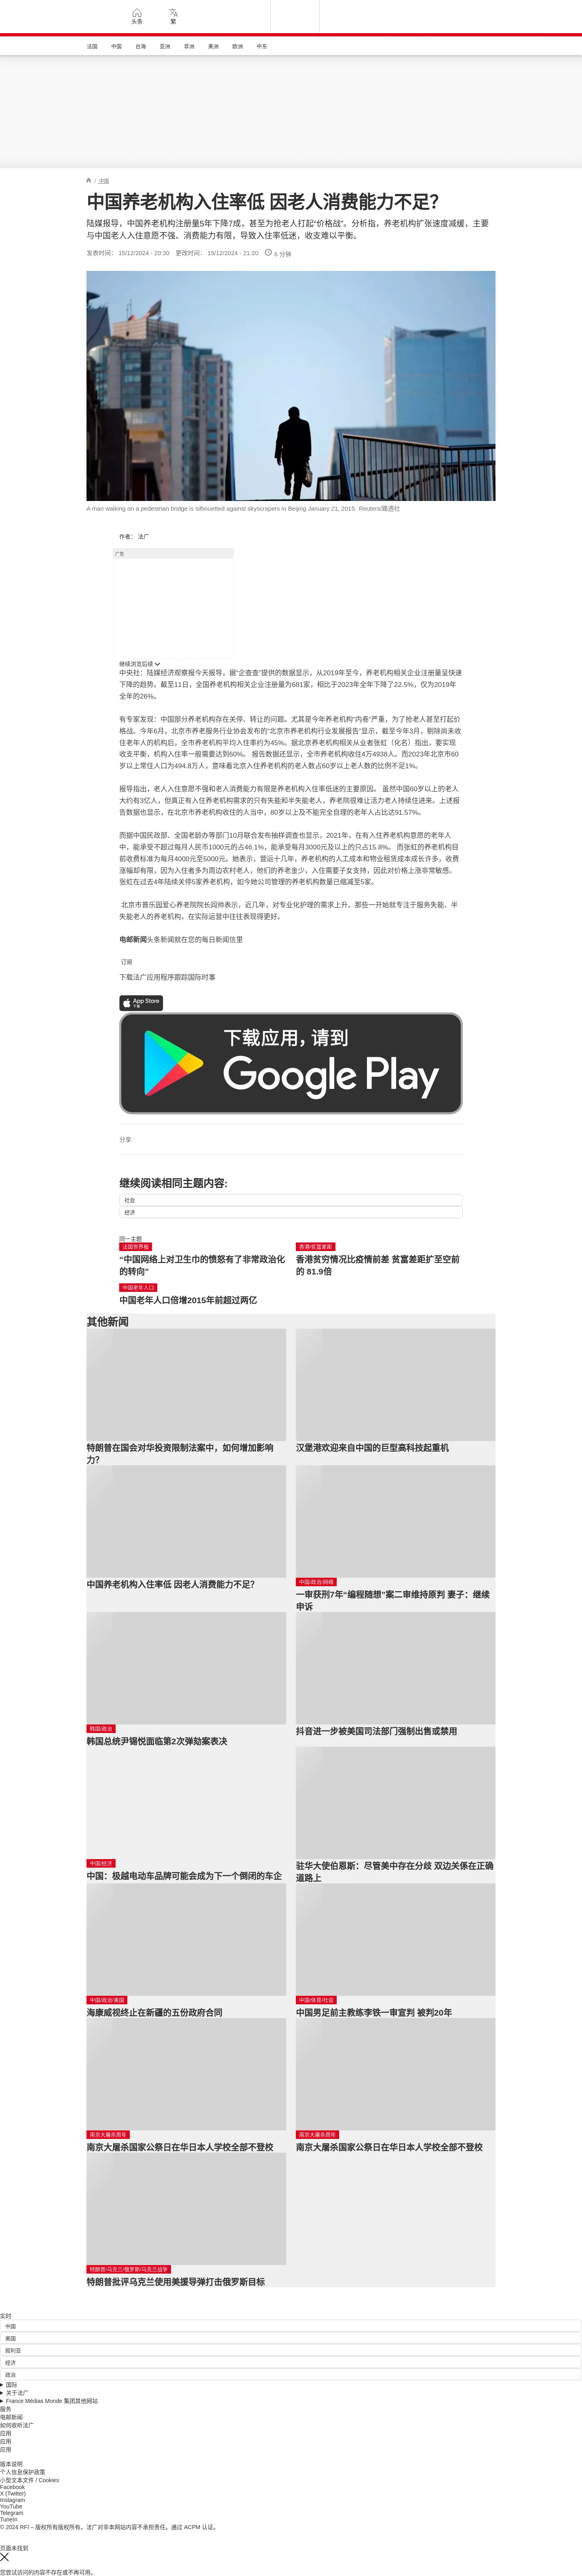 头条
繁
法国
中国
台海
亚洲
非洲
美洲
欧洲
中东
/ 中国
中国养老机构入住率低 因老人消费能力不足？
陆媒报导，中国养老机构注册量5年下降7成，甚至为抢老人打起“价格战”。分析指，养老机构扩张速度减缓，主要
与中国老人入住意愿不强、消费能力有限，导致入住率低迷，收支难以平衡。
发表时间： 15/12/2024 - 20:30 更改时间： 15/12/2024 - 21:20 6 分钟
A man walking on a pedestrian bridge is silhouetted against skyscrapers in Beijing January 21, 2015. Reuters/路透社
作者： 法广
广告
继续浏览后续
中央社：陆媒经济观察报今天报导，据“企查查”提供的数据显示，从2019年至今，养老机构相关企业注册量呈快速
下降的趋势。截至11日，全国养老机构相关企业注册量为681家，相比于2023年全年下降了22.5%，仅为2019年
全年的26%。
有专家发现：中国部分养老机构存在关停、转让的问题。尤其是今年养老机构“内卷”严重，为了抢老人甚至打起价
格战。今年6月，北京市养老服务行业协会发布的“北京市养老机构行业发展报告”显示，截至今年3月，剔除尚未收
住老年人的机构后，全市养老机构平均入住率约为45%。据北京养老机构相关从业者张虹（化名）指出，要实现
收支平衡，机构入住率一般需要达到60%。 报告数据还显示，全市养老机构收住4万4938人。而2023年北京市60
岁以上常住人口为494.8万人，意味着北京入住养老机构的老人数占60岁以上老人数的比例不足1%。
报导指出，老人入住意愿不强和老人消费能力有限是养老机构入住率低迷的主要原因。 虽然中国60岁以上的老人
大约有3亿人，但真正有入住养老机构需求的只有失能和半失能老人，养老院很难让活力老人持续住进来。上述报
告数据也显示，在北京市养老机构收住的人当中，80岁以上及不能完全自理的老年人占比达91.57%。
而据中国民政部、全国老龄办等部门10月联合发布抽样调查也显示，2021年，在有入住养老机构意愿的老年人
中，能承受不超过每月人民币1000元的占46.1%，能承受每月3000元及以上的只占15.8%。 而张虹的养老机构目
前收费标准为每月4000元至5000元。她表示，营运十几年，养老机构的人工成本和物业租赁成本成长许多，收费
涨幅却有限，因为入住者多为周边农村老人，他们的养老金少，入住需要子女支持，因此对价格上涨非常敏感。
张虹在过去4年陆续关停5家养老机构，如今她公司管理的养老机构数量已缩减至5家。
北京市普乐园爱心养老院院长阎帅表示，近几年，对专业化护理的需求上升。那些一开始就专注于服务失能、半
失能老人的养老机构，在实际运营中往往表现得更好。
电邮新闻头条新闻就在您的每日新闻信里
订阅
下载法广应用程序跟踪国际时事
App Store
下载
下载应用，请到
Google Play
分享 :
继续阅读相同主题内容:
社会
经济
同一主题
法国世界报
“中国网络上对卫生巾的愤怒有了非常政治化
的转向”
香港/贫富差距
香港贫穷情况比疫情前差 贫富差距扩至空前
的 81.9倍
中国老年人口
中国老年人口倍增2015年前超过两亿
其他新闻
特朗普在国会对华投资限制法案中，如何增加影响
力？
汉堡港欢迎来自中国的巨型高科技起重机
中国养老机构入住率低 因老人消费能力不足？
中国/政治/网络
一审获刑7年“编程随想”案二审维持原判 妻子：继续
申诉
韩国/政治
韩国总统尹锡悦面临第2次弹劾案表决
抖音进一步被美国司法部门强制出售或禁用
中国/经济
中国：极越电动车品牌可能会成为下一个倒闭的车企
驻华大使伯恩斯：尽管美中存在分歧 双边关係在正确
道路上
中国/政治/美国
海康威视终止在新疆的五份政府合同
中国/体育/社会
中国男足前主教练李铁一审宣判 被判20年
南京大屠杀周年
南京大屠杀国家公祭日在华日本人学校全部不登校
南京大屠杀周年
南京大屠杀国家公祭日在华日本人学校全部不登校
特朗普/乌克兰/俄罗斯/乌克兰战争
特朗普批评乌克兰使用美援导弹打击俄罗斯目标
实时
中国
美国
叙利亚
经济
政治
国际
关于法广
France Médias Monde 集团其他网站
服务
电邮新闻
如何收听法广
应用
应用
应用
版本说明
个人信息保护政策
小型文本文件 / Cookies
Facebook
X (Twitter)
Instagram
YouTube
Telegram
TuneIn
© 2024 RFI – 版权所有版权所有。法广对非本网站内容不承担责任。通过 ACPM 认证。
页面未找到
您尝试访问的内容不存在或不再可用。